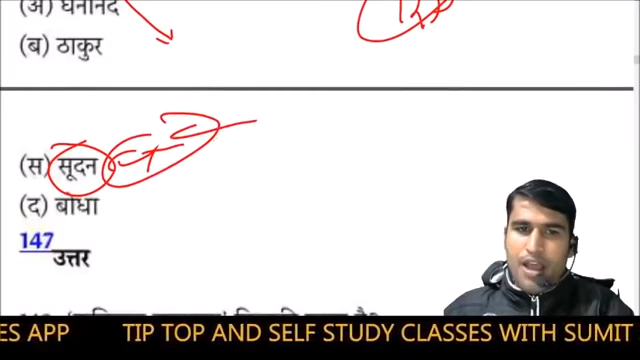 (अ) घनानंद
(ब) ठाकुर
(स) सूदन
(द) बोधा
147
उत्तर
ES APP TIP TOP AND SELF STUDY CLASSES WITH SUMIT